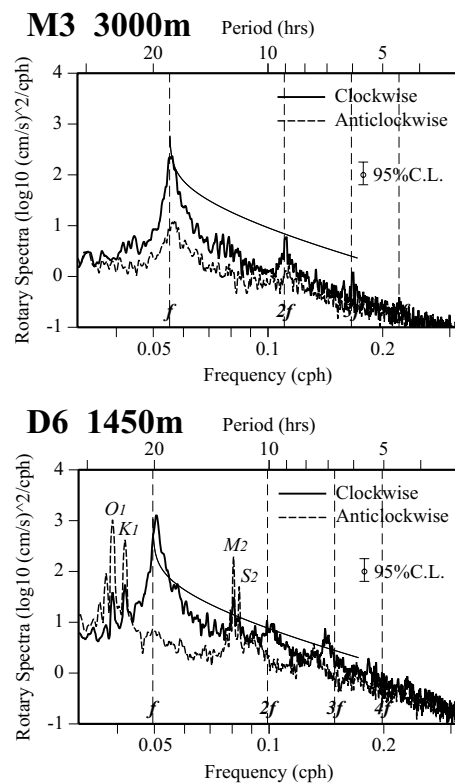 M3 3000m
Period (hrs)
20 10 5
Rotary Spectra (log10 (cm/s)^2/cph)
4
3
2
1
0
-1
Clockwise
Anticlockwise
95%C.L.
f 2f
0.05 0.1 0.2
Frequency (cph)
D6 1450m
Period (hrs)
20 10 5
Rotary Spectra (log10 (cm/s)^2/cph)
4
3
2
1
0
-1
Clockwise
Anticlockwise
O1
K1
M2
S2
95%C.L.
f 2f 3f 4f
0.05 0.1 0.2
Frequency (cph)